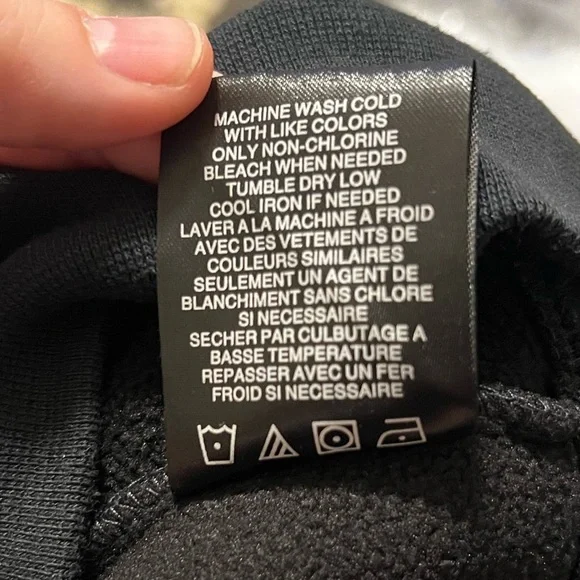 MACHINE WASH COLD
WITH LIKE COLORS
ONLY NON-CHLORINE
BLEACH WHEN NEEDED
TUMBLE DRY LOW
COOL IRON IF NEEDED
LAVER A LA MACHINE A FROID
AVEC DES VETEMENTS DE
COULEURS SIMILAIRES
SEULEMENT UN AGENT DE
BLANCHIMENT SANS CHLORE
SI NECESSAIRE
SECHER PAR CULBUTAGE A
BASSE TEMPERATURE
REPASSER AVEC UN FER
FROID SI NECESSAIRE